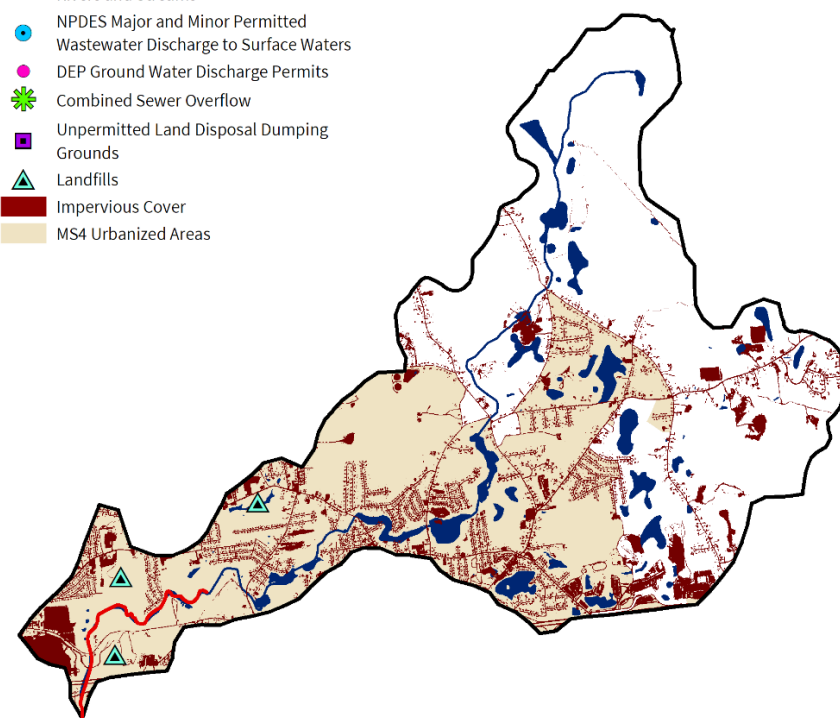 NPDES Major and Minor Permitted
Wastewater Discharge to Surface Waters
DEP Ground Water Discharge Permits
Combined Sewer Overflow
Unpermitted Land Disposal Dumping
Grounds
Landfills
Impervious Cover
MS4 Urbanized Areas